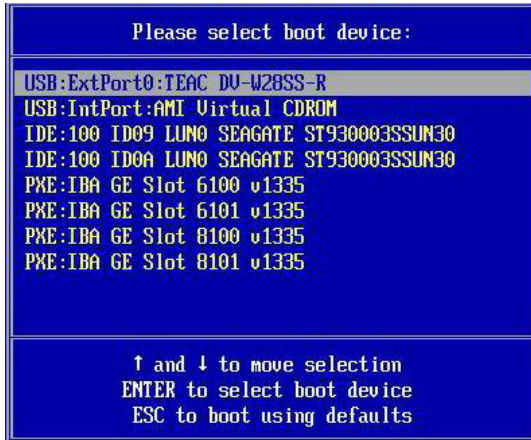 Please select boot device:
USB:ExtPort0:TEAC DV-W28SS-R
USB:IntPort:AMI Virtual CDROM
IDE:100 ID09 LUN0 SEAGATE ST930003SSUN30
IDE:100 ID0A LUN0 SEAGATE ST930003SSUN30
PXE:IBA GE Slot 6100 v1335
PXE:IBA GE Slot 6101 v1335
PXE:IBA GE Slot 8100 v1335
PXE:IBA GE Slot 8101 v1335
↑ and ↓ to move selection
ENTER to select boot device
ESC to boot using defaults